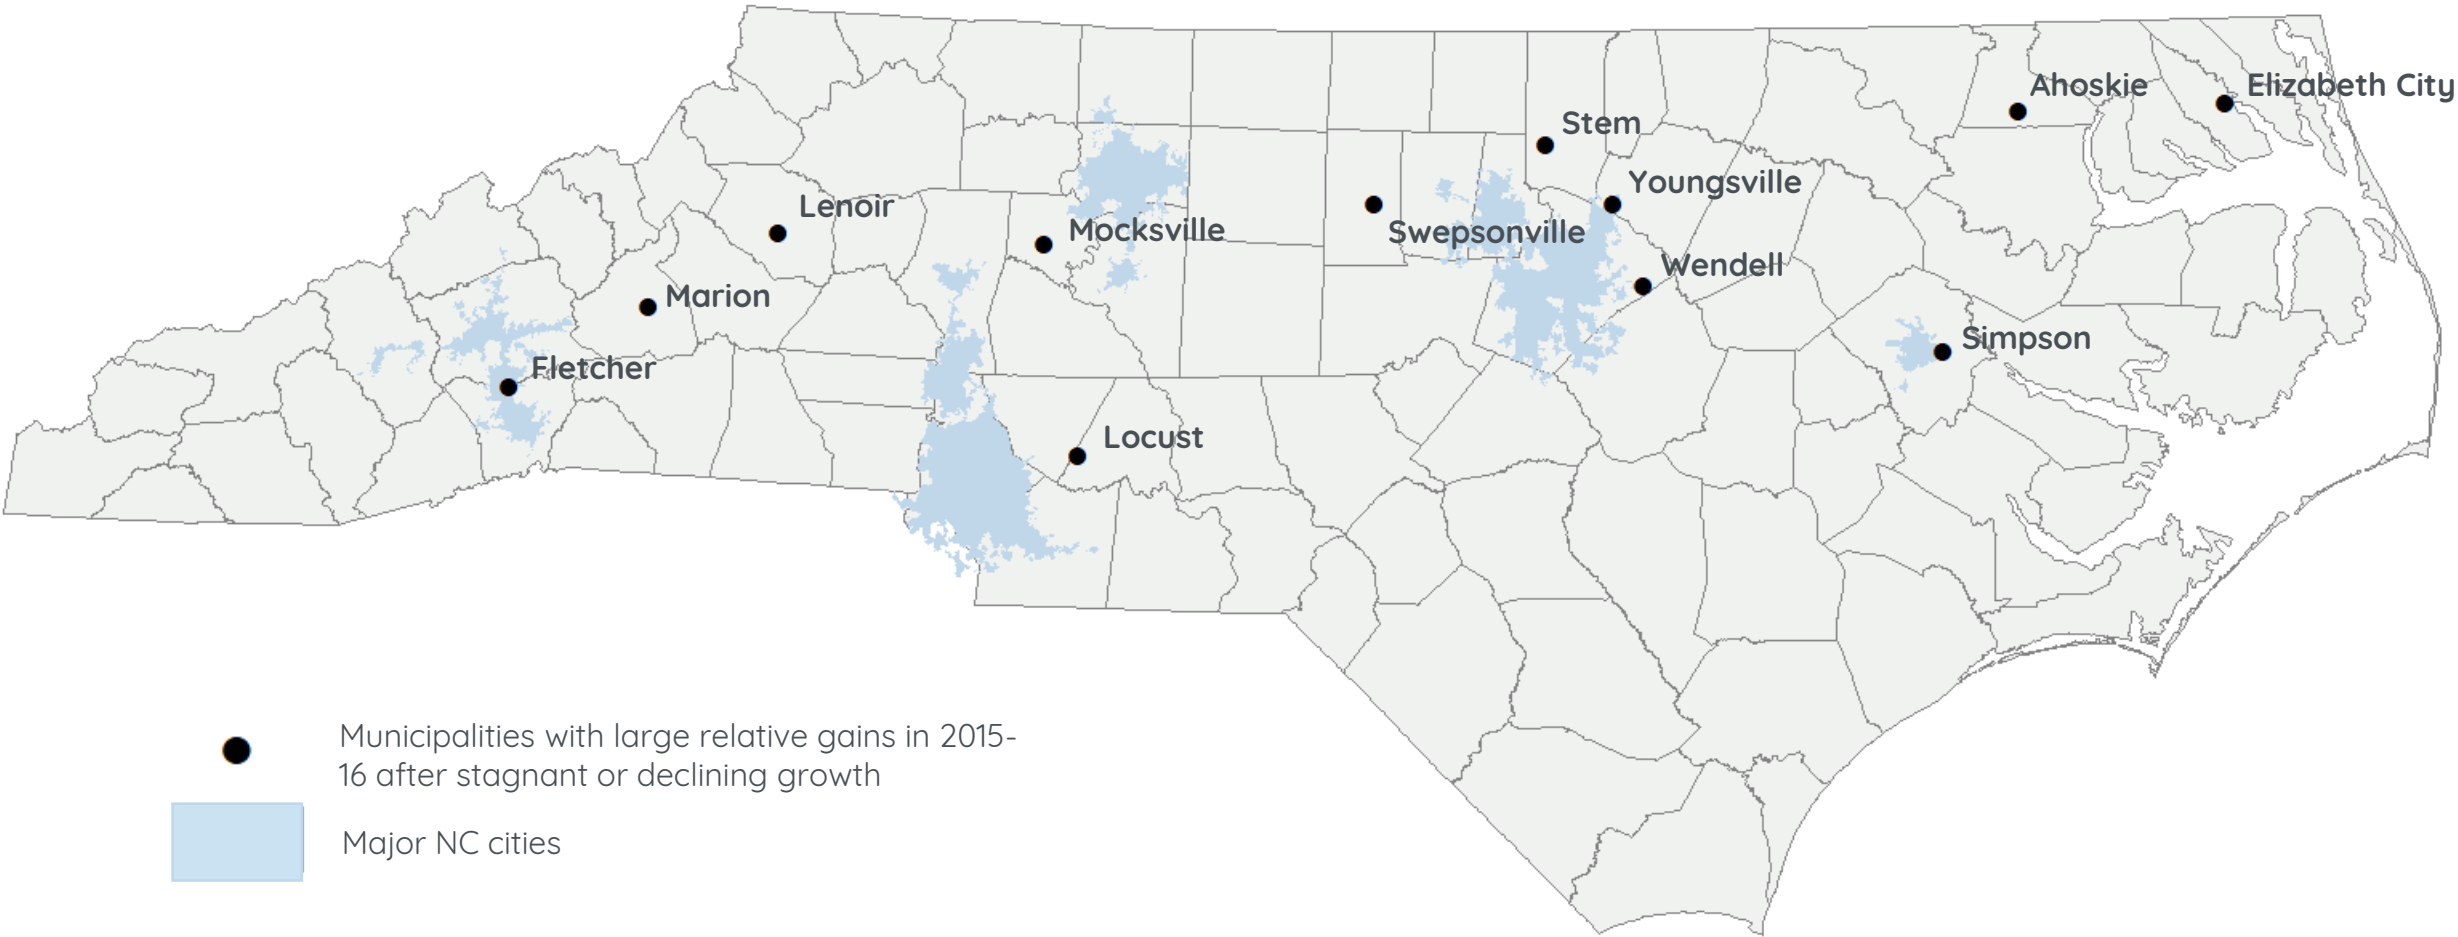 Ahoskie
Elizabeth City
Stem
Youngsville
Lenoir
Mocksville
Swepsonville
Wendell
Marion
Simpson
Fletcher
Locust
Municipalities with large relative gains in 2015-
16 after stagnant or declining growth
Major NC cities